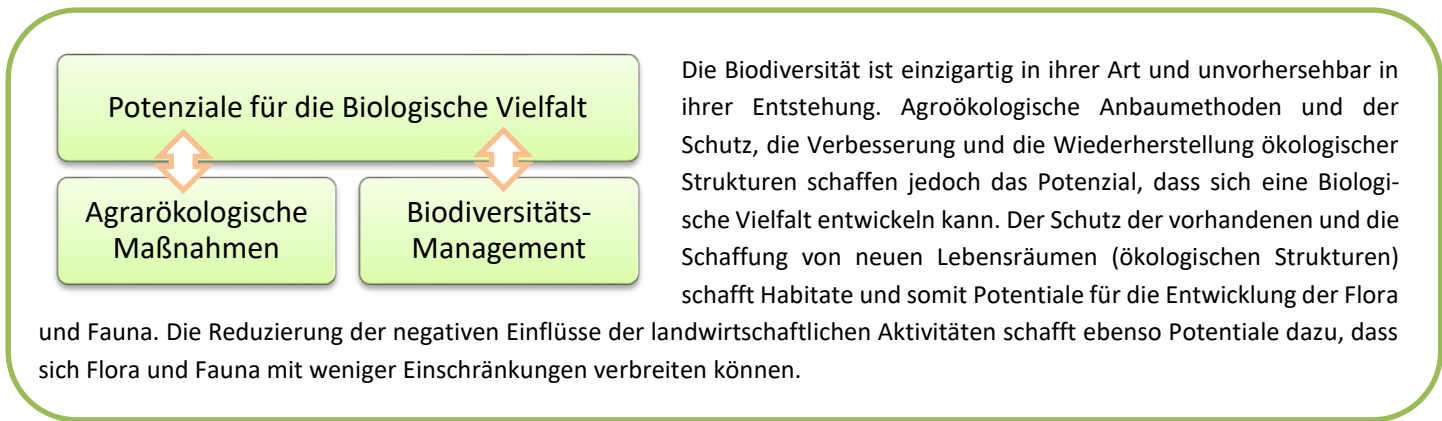 Potenziale für die Biologische Vielfalt
Agrarökologische
Maßnahmen
Biodiversitäts-
Management
Die Biodiversität ist einzigartig in ihrer Art und unvorhersehbar in
ihrer Entstehung. Agroökologische Anbaumethoden und der
Schutz, die Verbesserung und die Wiederherstellung ökologischer
Strukturen schaffen jedoch das Potenzial, dass sich eine Biologi-
sche Vielfalt entwickeln kann. Der Schutz der vorhandenen und die
Schaffung von neuen Lebensräumen (ökologischen Strukturen)
schafft Habitate und somit Potentiale für die Entwicklung der Flora
und Fauna. Die Reduzierung der negativen Einflüsse der landwirtschaftlichen Aktivitäten schafft ebenso Potentiale dazu, dass
sich Flora und Fauna mit weniger Einschränkungen verbreiten können.